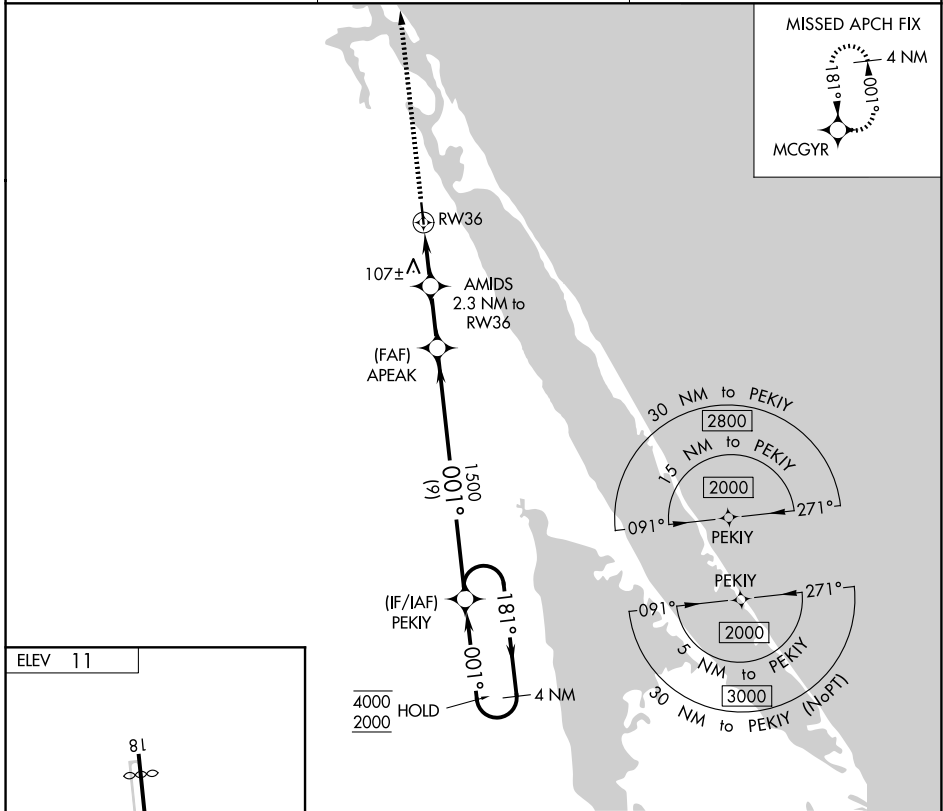 MISSED APCH FIX
4 NM
181°
001°
MCGYR
RW36
107±
AMIDS
2.3 NM to
RW36
(FAF)
APEAK
1500
001°
(9)
30 NM to PEKIY
2800
15 NM to PEKIY
2000
091°
271°
PEKIY
(IF/IAF)
PEKIY
181°
001°
4000
2000
HOLD
4 NM
PEKIY
091°
271°
2000
5 NM to PEKIY
3000
30 NM to PEKIY (NoPT)
ELEV 11
18